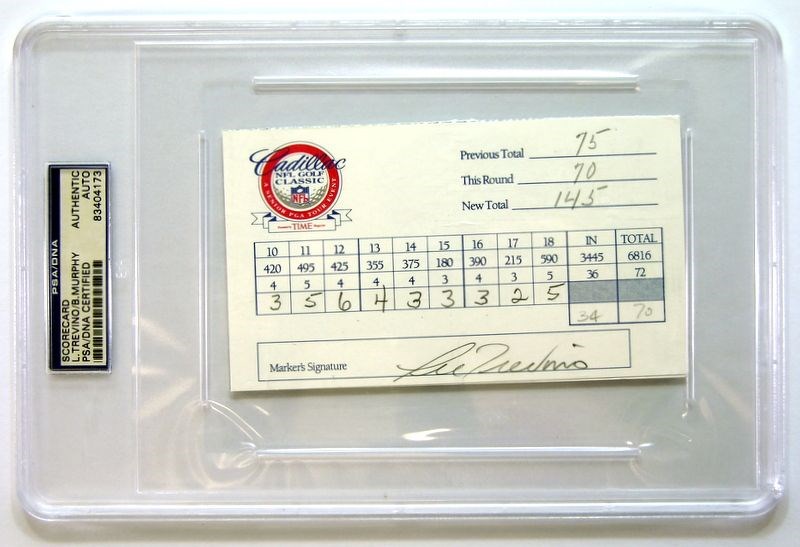 PSA/DNA
SCORECARD AUTHENTIC
L.TREVINO/B.MURPHY AUTO
PSA/DNA CERTIFIED 83404173
Cadillac
NFL GOLF
CLASSIC
NFL
A SENIOR PGA TOUR EVENT
TIME
Previous Total 75
This Round 70
New Total 145
10 11 12 13 14 15 16 17 18 IN TOTAL
420 495 425 355 375 180 390 215 590 3445 6816
4 5 4 4 4 3 4 3 5 36 72
3 5 6 4 3 3 3 2 5
34 70
Marker's Signature Lee Trevino